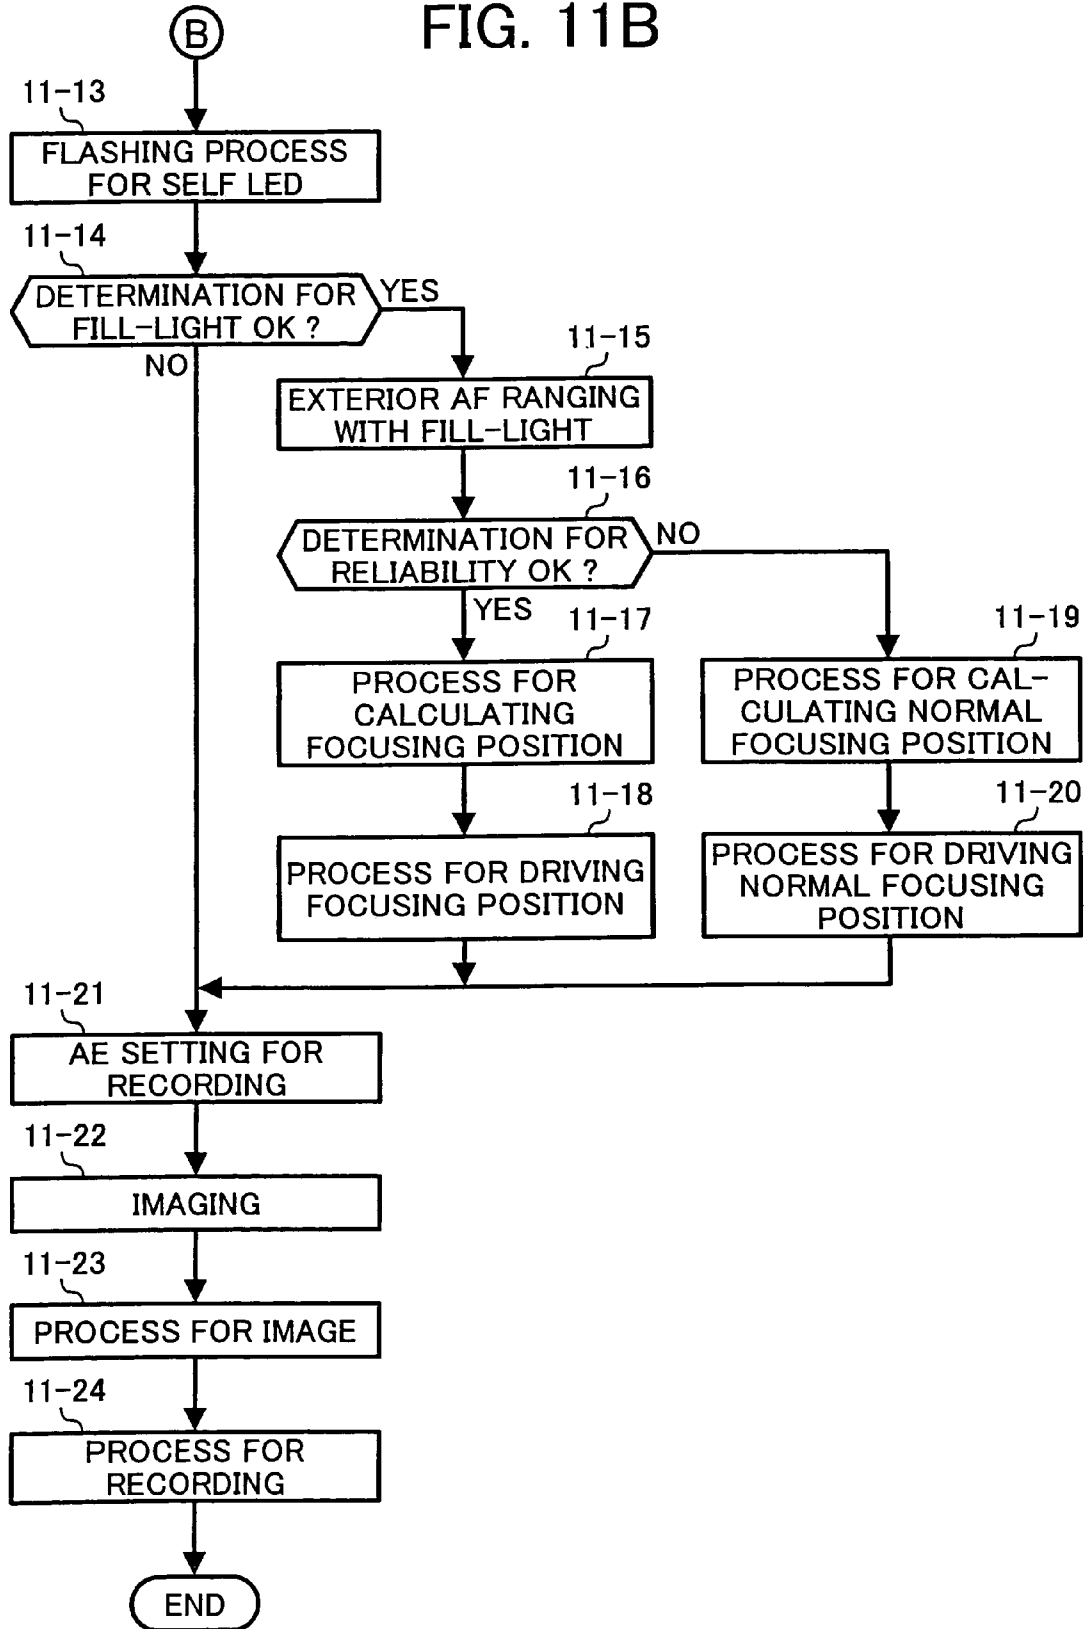 FIG. 11B
B
11-13
FLASHING PROCESS
FOR SELF LED
11-14
DETERMINATION FOR
FILL-LIGHT OK ?
YES
NO
11-15
EXTERIOR AF RANGING
WITH FILL-LIGHT
11-16
DETERMINATION FOR
RELIABILITY OK ?
NO
YES
11-17
PROCESS FOR
CALCULATING
FOCUSING POSITION
11-19
PROCESS FOR CAL-
CULATING NORMAL
FOCUSING POSITION
11-18
PROCESS FOR DRIVING
FOCUSING POSITION
11-20
PROCESS FOR DRIVING
NORMAL FOCUSING
POSITION
11-21
AE SETTING FOR
RECORDING
11-22
IMAGING
11-23
PROCESS FOR IMAGE
11-24
PROCESS FOR
RECORDING
END